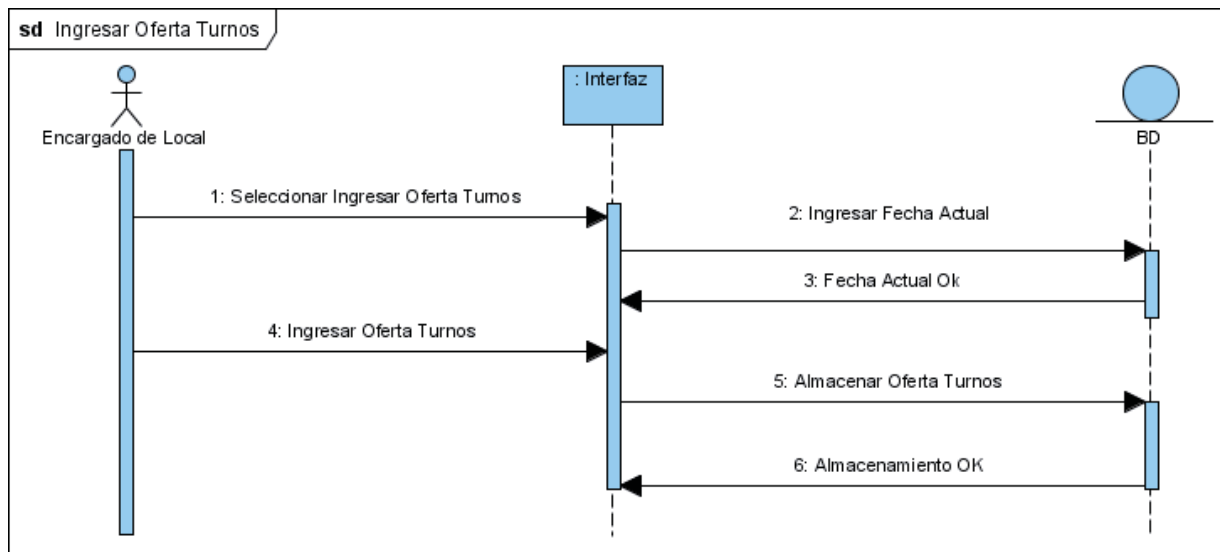 sd Ingresar Oferta Turnos
: Interfaz
Encargado de Local
BD
1: Seleccionar Ingresar Oferta Turnos
2: Ingresar Fecha Actual
3: Fecha Actual Ok
4: Ingresar Oferta Turnos
5: Almacenar Oferta Turnos
6: Almacenamiento OK